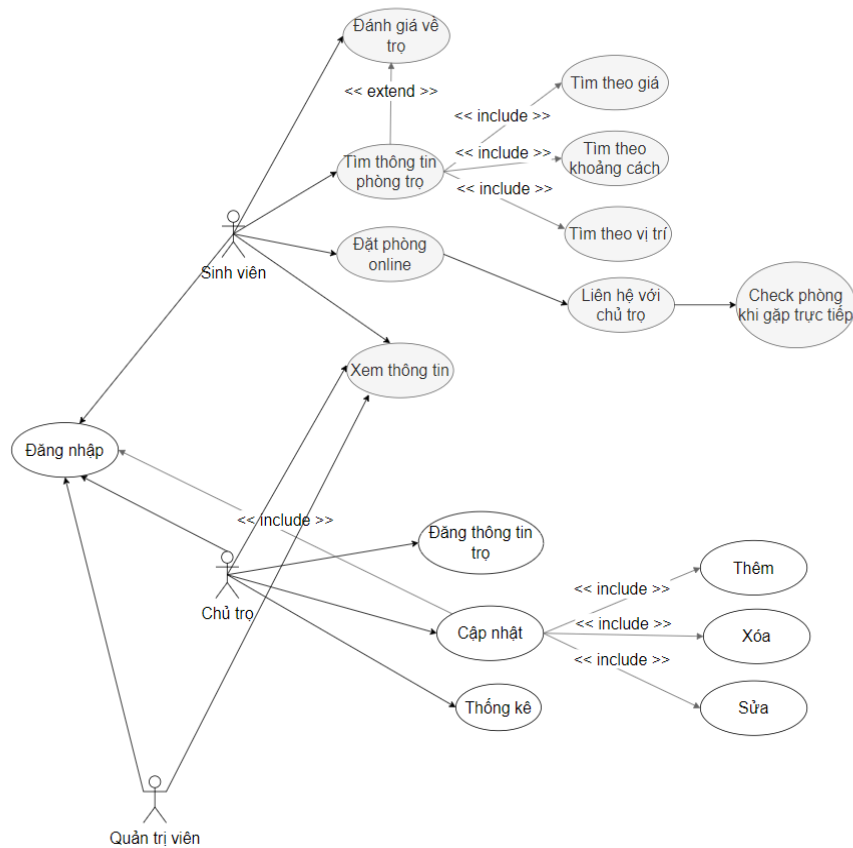 Đánh giá về
trọ
<< extend >>
Tìm theo giá
<< include >>
Tìm thông tin
phòng trọ
<< include >>
Tìm theo
khoảng cách
<< include >>
Tìm theo vị trí
Sinh viên
Đặt phòng
online
Liên hệ với
chủ trọ
Check phòng
khi gặp trực tiếp
Xem thông tin
Đăng nhập
<< include >>
Đăng thông tin
trọ
Chủ trọ
Cập nhật
<< include >>
Thêm
<< include >>
Xóa
<< include >>
Sửa
Thống kê
Quản trị viên